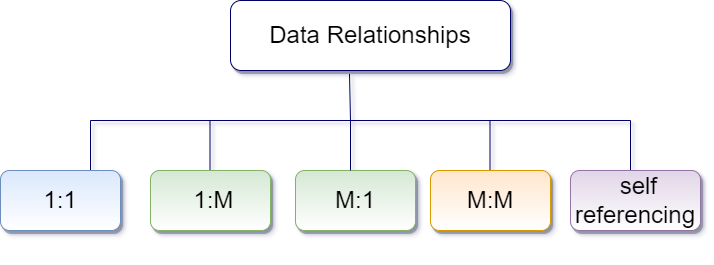 Data Relationships
1:1
1:M
M:1
M:M
self
referencing